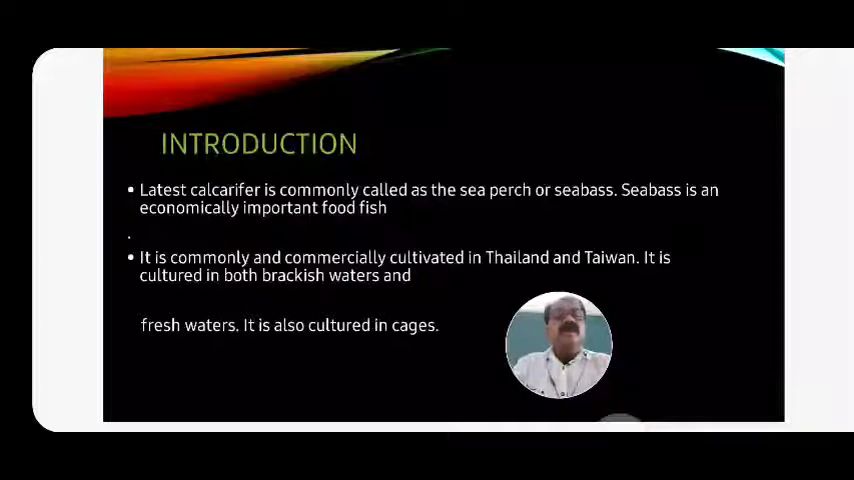 INTRODUCTION
• Latest calcarifer is commonly called as the sea perch or seabass. Seabass is an
economically important food fish
.
• It is commonly and commercially cultivated in Thailand and Taiwan. It is
cultured in both brackish waters and
fresh waters. It is also cultured in cages.